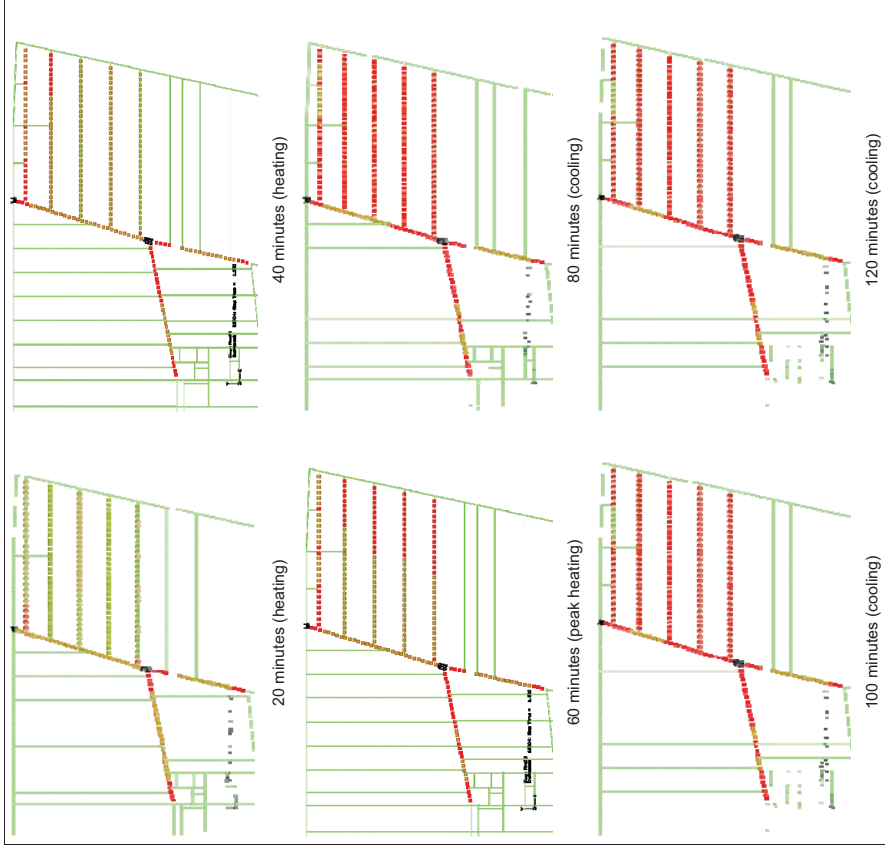 20 minutes (heating)
40 minutes (heating)
60 minutes (peak heating)
80 minutes (cooling)
100 minutes (cooling)
120 minutes (cooling)